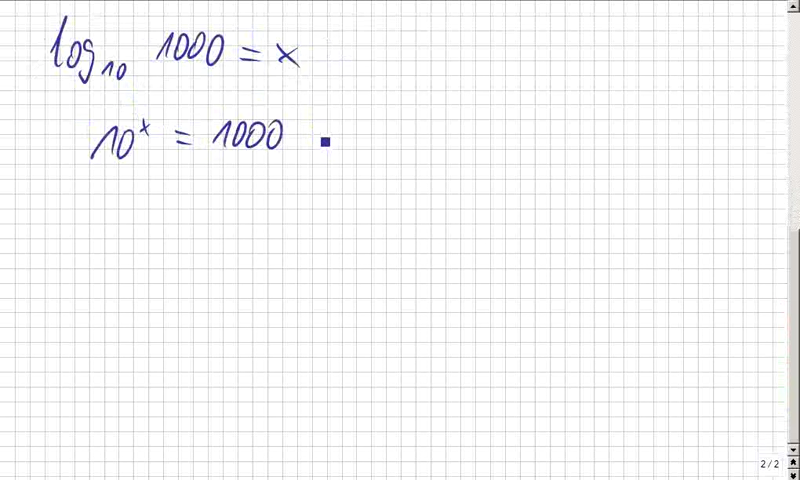 log₁₀ 1000 = x
10ˣ = 1000
2 / 2